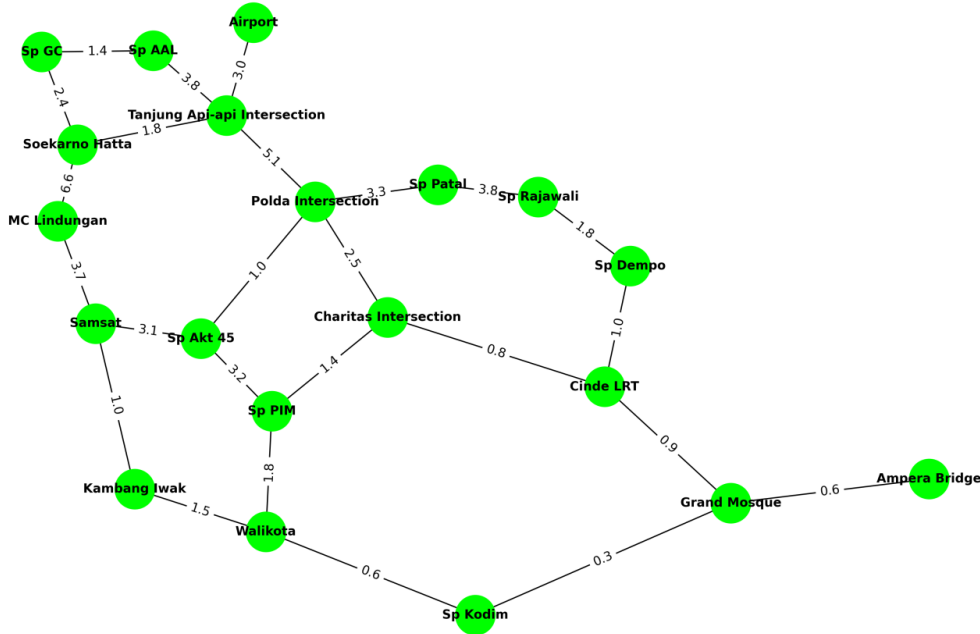 Airport
Sp GC
1.4
Sp AAL
2.4
3.8
3.0
Tanjung Api-api Intersection
Soekarno Hatta
1.8
5.1
6.6
Polda Intersection
3.3
Sp Patal
3.8
Sp Rajawali
MC Lindungan
1.8
Sp Dempo
3.7
1.0
2.5
Samsat
3.1
Sp Akt 45
Charitas Intersection
1.0
0.8
3.2
1.4
Cinde LRT
1.0
Sp PIM
0.9
1.8
Kambang Iwak
1.5
Walikota
Grand Mosque
0.6
Ampera Bridge
0.6
0.3
Sp Kodim